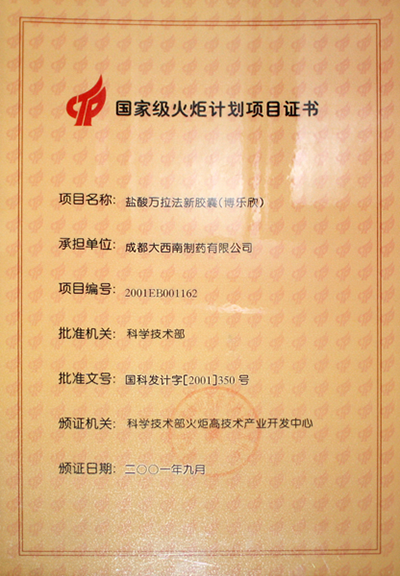 国家级火炬计划项目证书
项目名称: 盐酸万拉法新胶囊(博乐欣)
承担单位: 成都大西南制药有限公司
项目编号: 2001EB001162
批准机关: 科学技术部
批准文号: 国科发计字[2001]350号
颁证机关: 科学技术部火炬高技术产业开发中心
颁证日期: 二〇〇一年九月